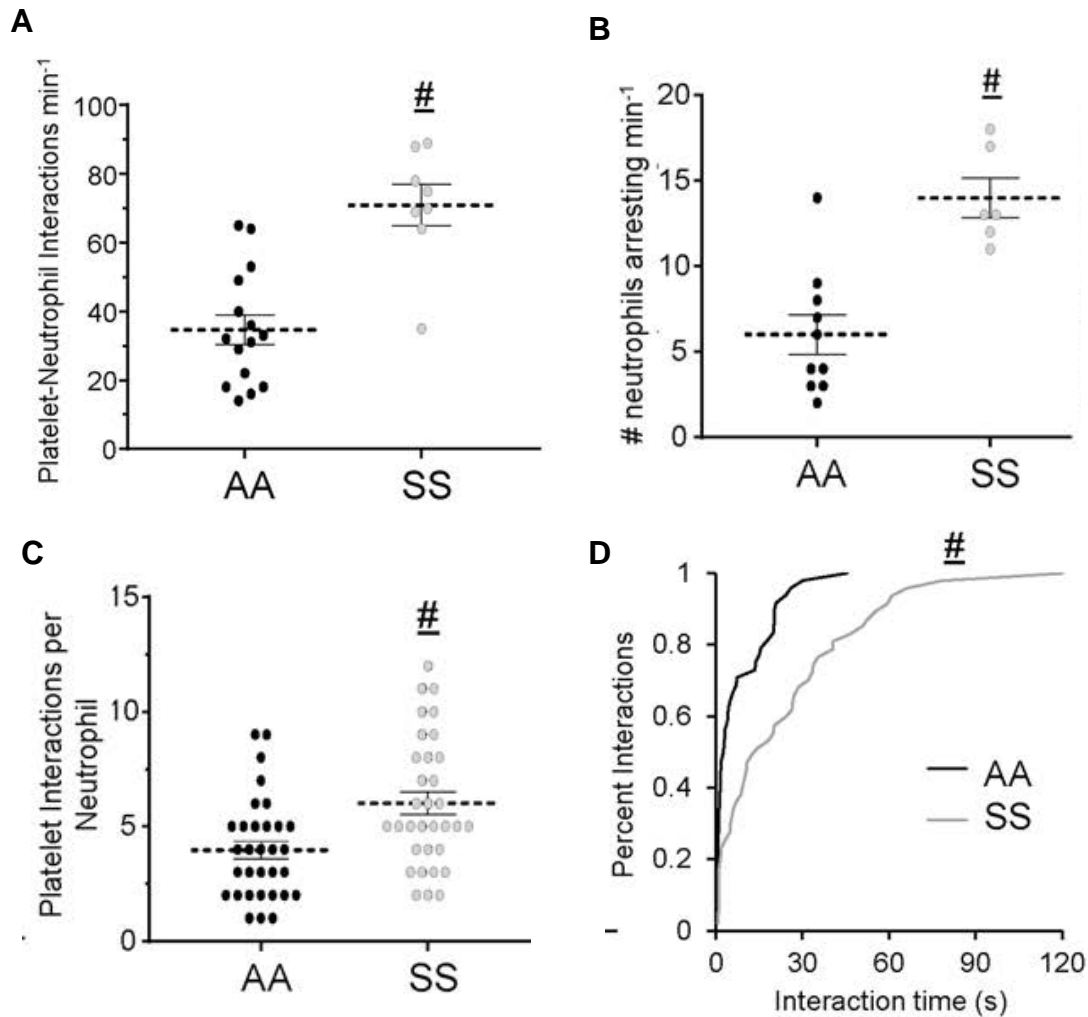 A
Platelet-Neutrophil Interactions min⁻¹
100
80
60
40
20
0
#
AA
SS
B
# neutrophils arresting min⁻¹
20
15
10
5
0
#
AA
SS
C
Platelet Interactions per
Neutrophil
15
10
5
0
#
AA
SS
D
Percent Interactions
1
0.8
0.6
0.4
0.2
0
#
AA
SS
0 30 60 90 120
Interaction time (s)